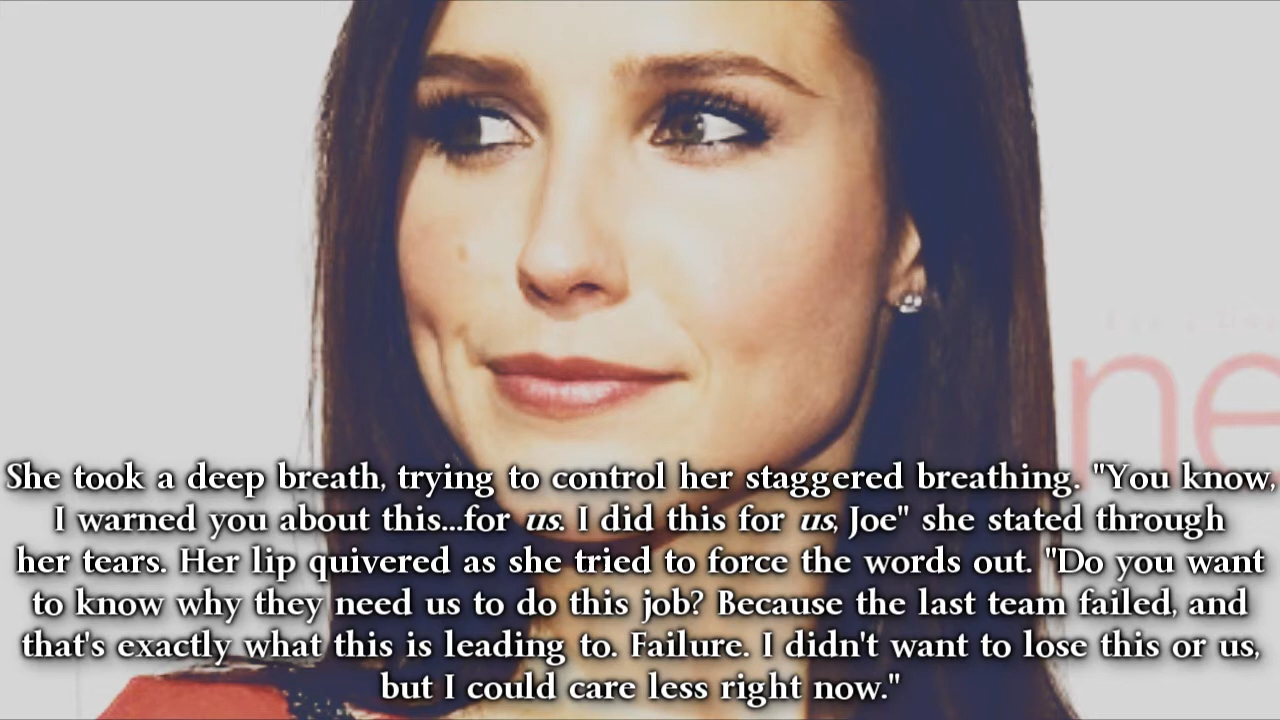 She took a deep breath, trying to control her staggered breathing. "You know,
I warned you about this...for us. I did this for us, Joe" she stated through
her tears. Her lip quivered as she tried to force the words out. "Do you want
to know why they need us to do this job? Because the last team failed, and
that's exactly what this is leading to. Failure. I didn't want to lose this or us,
but I could care less right now."
ne